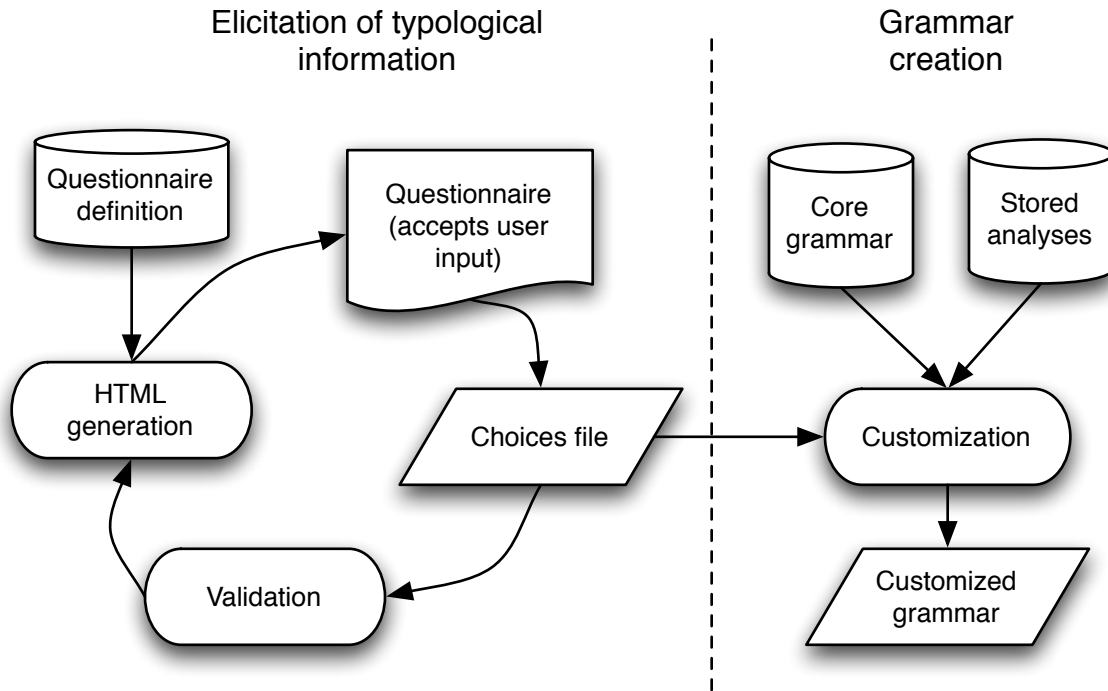 Elicitation of typological
information
Grammar
creation
Questionnaire
definition
Questionnaire
(accepts user
input)
Core
grammar
Stored
analyses
HTML
generation
Choices file
Customization
Validation
Customized
grammar